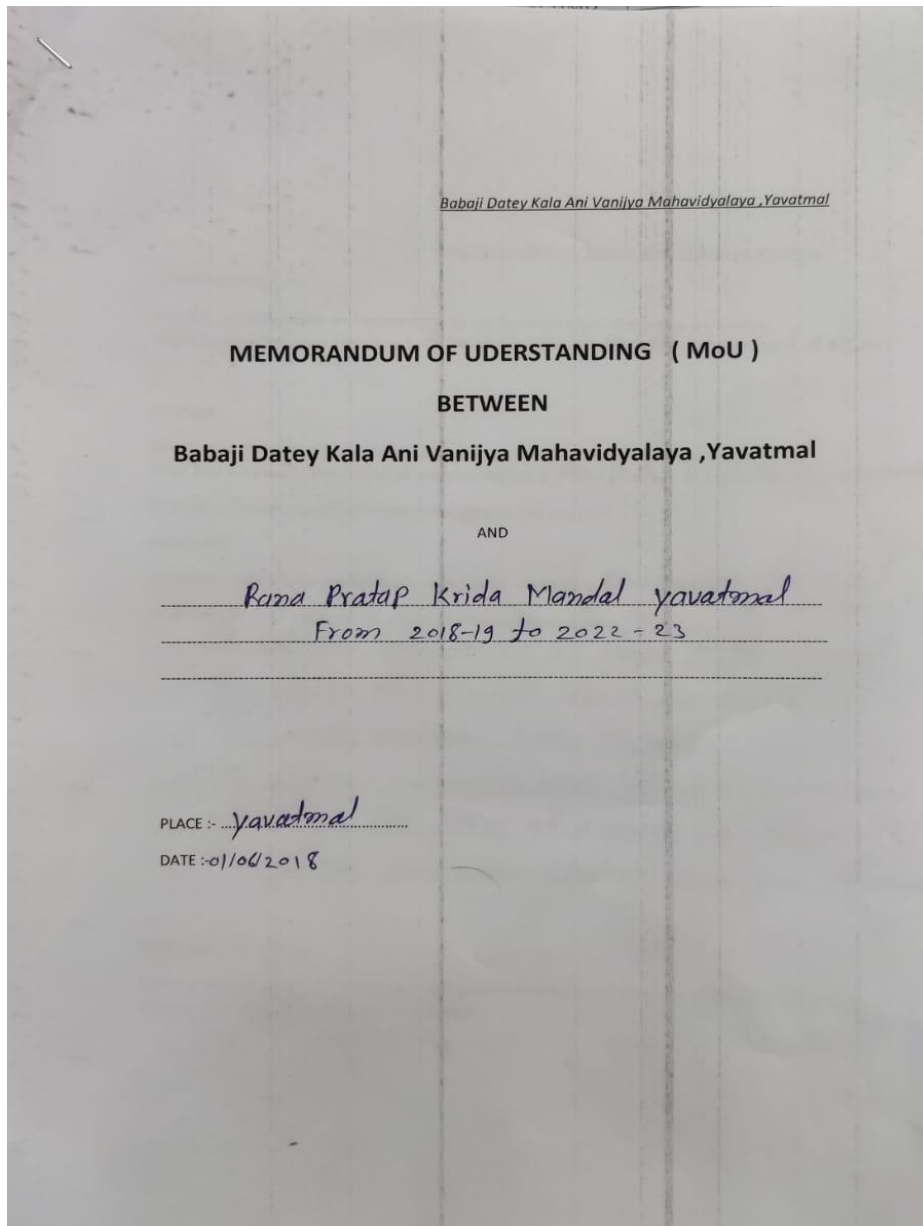 Babaji Datey Kala Ani Vanijya Mahavidyalaya ,Yavatmal
MEMORANDUM OF UDERSTANDING ( MoU )
BETWEEN
Babaji Datey Kala Ani Vanijya Mahavidyalaya ,Yavatmal
AND
Rana Pratap Krida Mandal yavatmal
From 2018-19 to 2022-23
PLACE :- yavatmal
DATE :- 01/06/2018